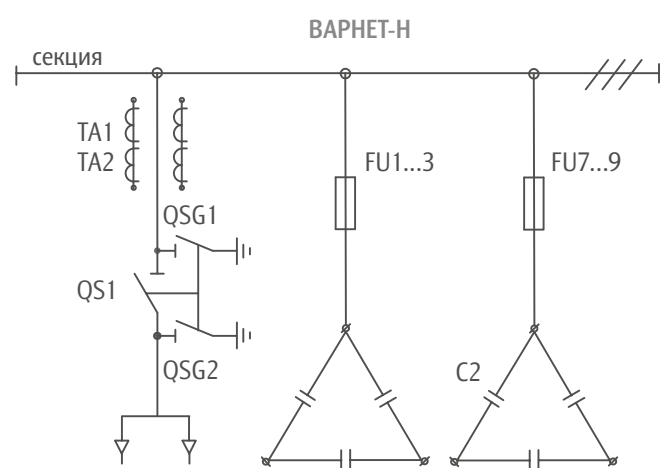 ВАРНЕТ-Н
секция
TA1
TA2
FU1...3
FU7...9
QSG1
QS1
QSG2
C2